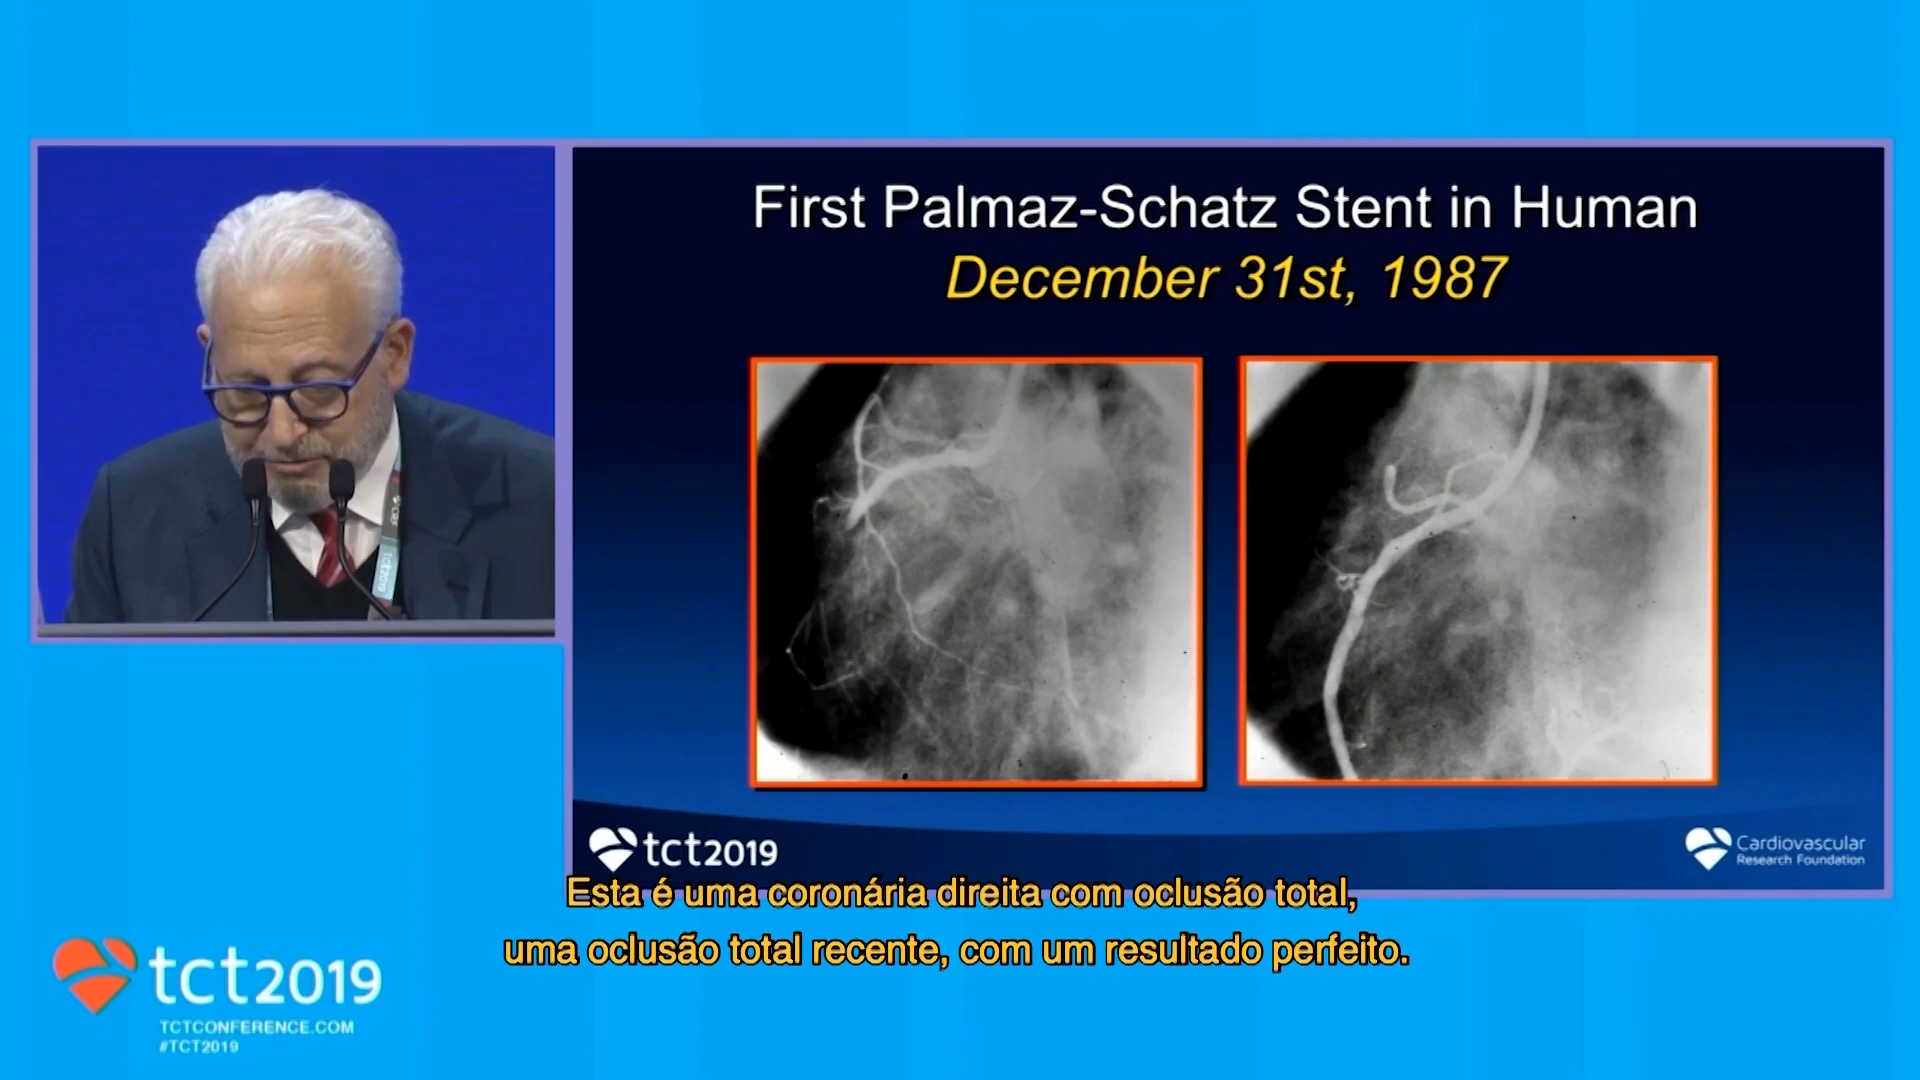 First Palmaz-Schatz Stent in Human
December 31st, 1987
tct2019
Cardiovascular
Research Foundation
Esta é uma coronária direita com oclusão total,
uma oclusão total recente, com um resultado perfeito.
tct2019
TCTCONFERENCE.COM
#TCT2019